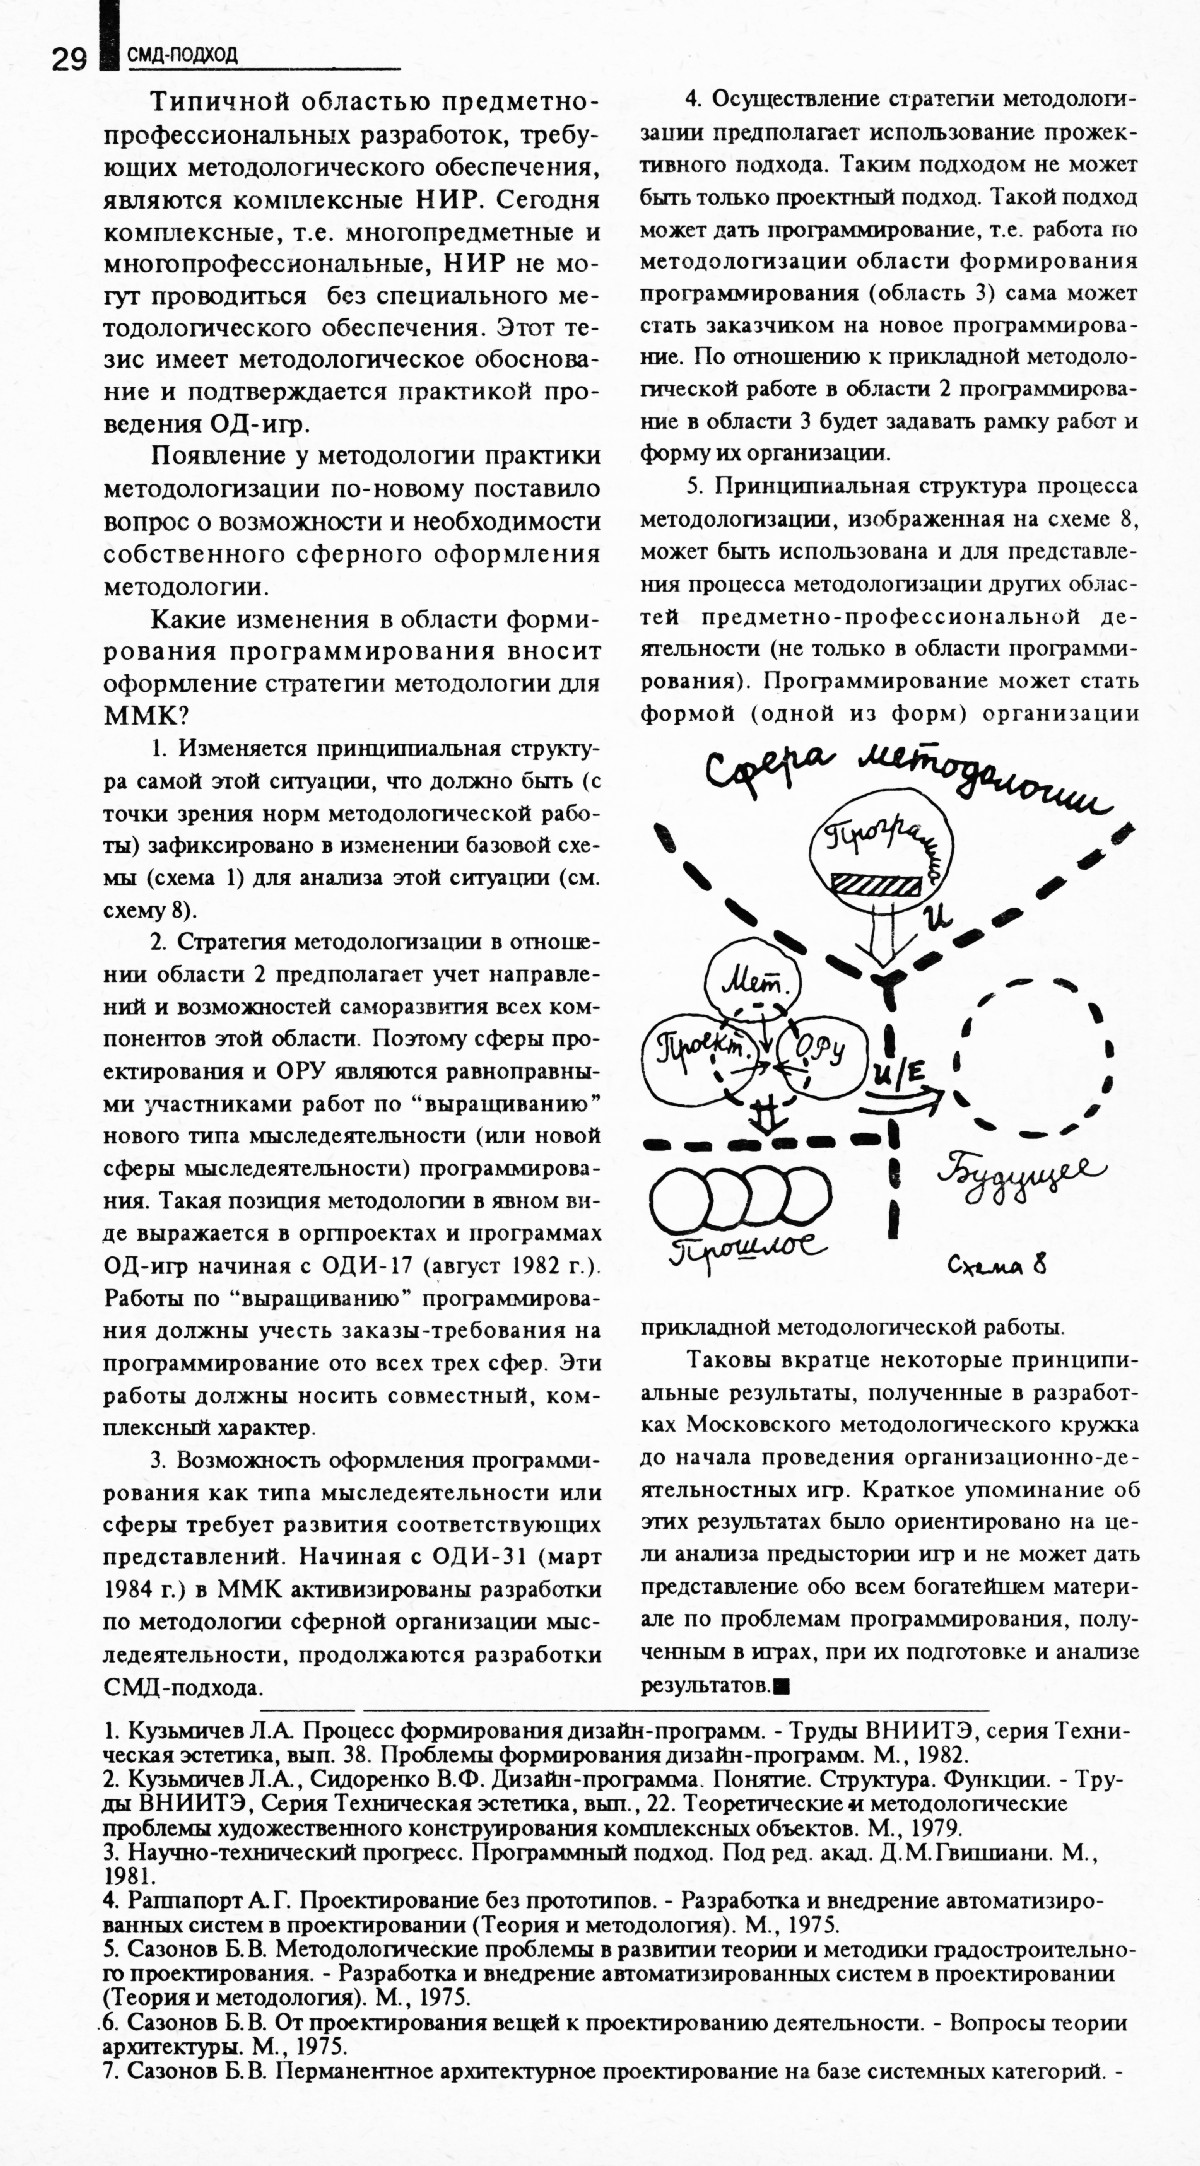 29
СМД-ПОДХОД
Типичной областью предметно-
профессиональных разработок, требу-
ющих методологического обеспечения,
являются комплексные НИР. Сегодня
комплексные, т.е. многопредметные и
многопрофессиональные, НИР не мо-
гут проводиться без специального ме-
тодологического обеспечения. Этот те-
зис имеет методологическое обоснова-
ние и подтверждается практикой про-
ведения ОД-игр.
Появление у методологии практики
методологизации по-новому поставило
вопрос о возможности и необходимости
собственного сферного оформления
методологии.
Какие изменения в области форми-
рования программирования вносит
оформление стратегии методологии для
ММК?
1. Изменяется принципиальная структу-
ра самой этой ситуации, что должно быть (с
точки зрения норм методологической рабо-
ты) зафиксировано в изменении базовой схе-
мы (схема 1) для анализа этой ситуации (см.
схему 8).
2. Стратегия методологизации в отноше-
нии области 2 предполагает учет направле-
ний и возможностей саморазвития всех ком-
понентов этой области. Поэтому сферы про-
ектирования и ОРУ являются равноправны-
ми участниками работ по “выращиванию”
нового типа мыследеятельности (или новой
сферы мыследеятельности) программирова-
ния. Такая позиция методологии в явном ви-
де выражается в оргпроектах и программах
ОД-игр начиная с ОДИ-17 (август 1982 г.).
Работы по “выращиванию” программирова-
ния должны учесть заказы-требования на
программирование ото всех трех сфер. Эти
работы должны носить совместный, ком-
плексный характер.
3. Возможность оформления программи-
рования как типа мыследеятельности или
сферы требует развития соответствующих
представлений. Начиная с ОДИ-31 (март
1984 г.) в ММК активизированы разработки
по методологии сферной организации мыс-
ледеятельности, продолжаются разработки
СМД-подхода.
4. Осуществление стратегии методологи-
зации предполагает использование прожек-
тивного подхода. Таким подходом не может
быть только проектный подход. Такой подход
может дать программирование, т.е. работа по
методологизации области формирования
программирования (область 3) сама может
стать заказчиком на новое программирова-
ние. По отношению к прикладной методоло-
гической работе в области 2 программирова-
ние в области 3 будет задавать рамку работ и
форму их организации.
5. Принципиальная структура процесса
методологизации, изображенная на схеме 8,
может быть использована и для представле-
ния процесса методологизации других облас-
тей предметно-профессиональной де-
ятельности (не только в области программи-
рования). Программирование может стать
формой (одной из форм) организации
Сфера методологии
Программа
И
Мет.
Проект.
ОРУ
И/Е
Будущее
Прошлое
Схема 8
прикладной методологической работы.
Таковы вкратце некоторые принципи-
альные результаты, полученные в разработ-
ках Московского методологического кружка
до начала проведения организационно-де-
ятельностных игр. Краткое упоминание об
этих результатах было ориентировано на це-
ли анализа предыстории игр и не может дать
представление обо всем богатейшем матери-
але по проблемам программирования, полу-
ченным в играх, при их подготовке и анализе
результатов.
1. Кузьмичев Л.А. Процесс формирования дизайн-программ. - Труды ВНИИТЭ, серия Техни-
ческая эстетика, вып. 38. Проблемы формирования дизайн-программ. М., 1982.
2. Кузьмичев Л.А., Сидоренко В.Ф. Дизайн-программа. Понятие. Структура. Функции. - Тру-
ды ВНИИТЭ, Серия Техническая эстетика, вып., 22. Теоретические и методологические
проблемы художественного конструирования комплексных объектов. М., 1979.
3. Научно-технический прогресс. Программный подход. Под ред. акад. Д.М.Гвишиани. М.,
1981.
4. Раппапорт А.Г. Проектирование без прототипов. - Разработка и внедрение автоматизиро-
ванных систем в проектировании (Теория и методология). М., 1975.
5. Сазонов Б.В. Методологические проблемы в развитии теории и методики градостроительно-
го проектирования. - Разработка и внедрение автоматизированных систем в проектировании
(Теория и методология). М., 1975.
6. Сазонов Б.В. От проектирования вещей к проектированию деятельности. - Вопросы теории
архитектуры. М., 1975.
7. Сазонов Б.В. Перманентное архитектурное проектирование на базе системных категорий. -